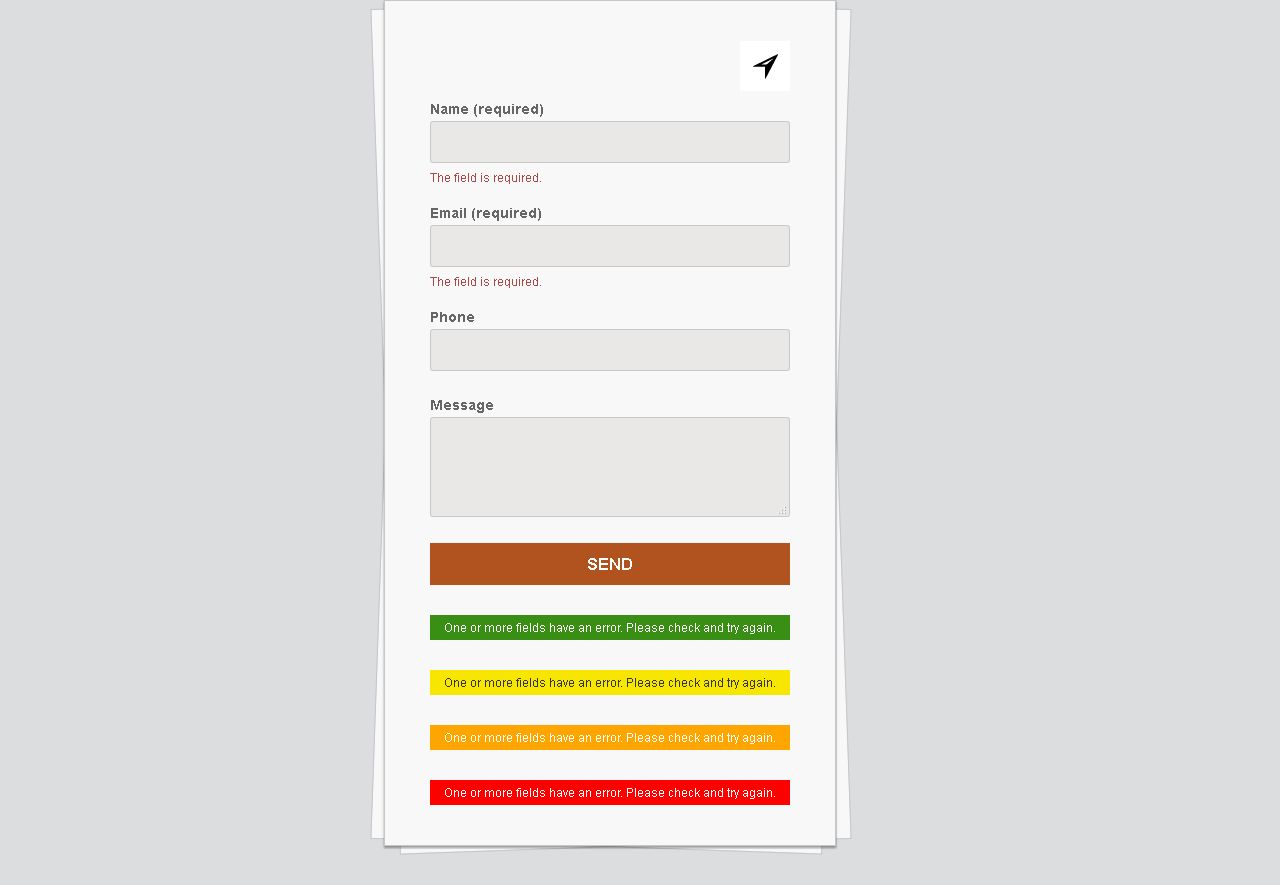 Name (required)
The field is required.
Email (required)
The field is required.
Phone
Message
SEND
One or more fields have an error. Please check and try again.
One or more fields have an error. Please check and try again.
One or more fields have an error. Please check and try again.
One or more fields have an error. Please check and try again.